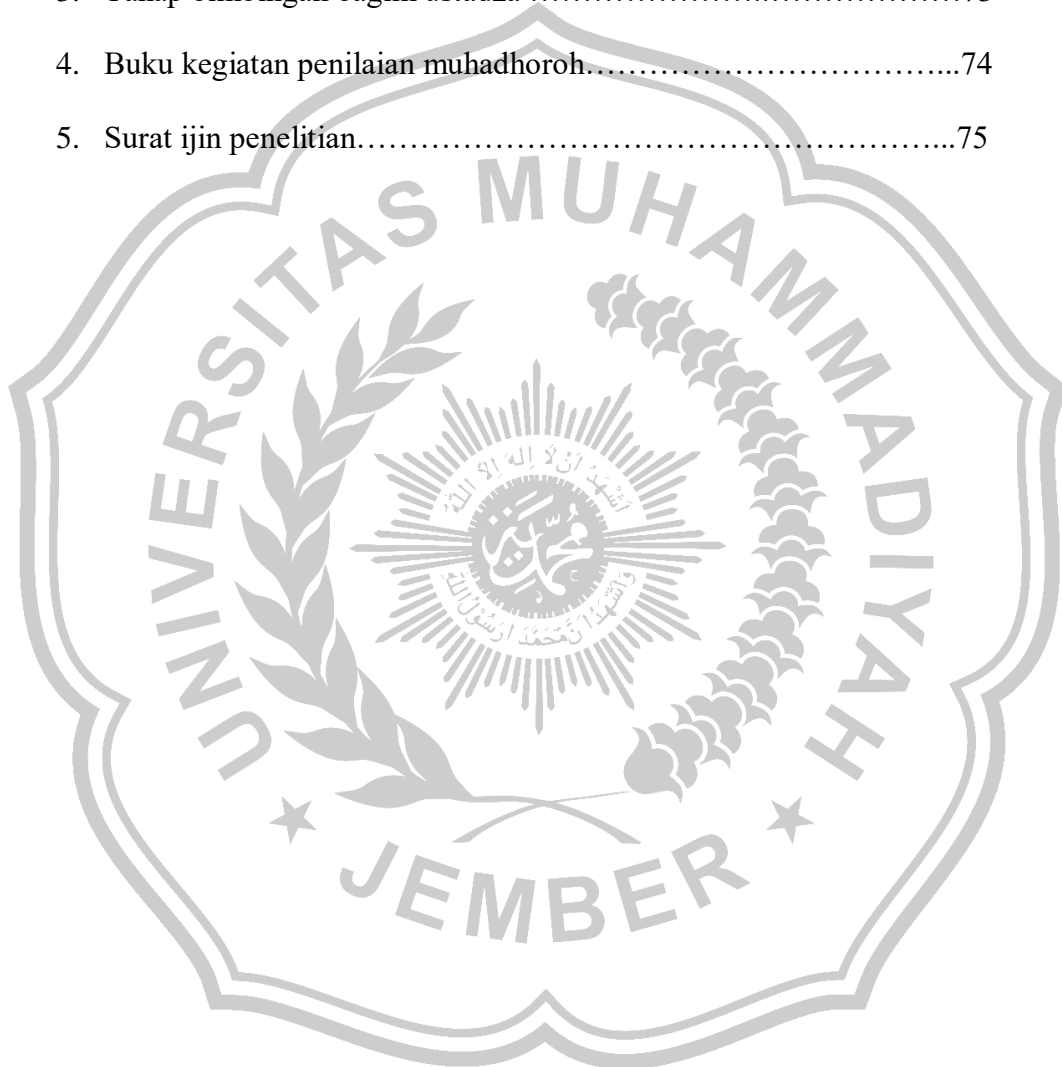 4. Buku kegiatan penilaian muhadhoroh……………………………...74
5. Surat ijin penelitian………………………………………………...75
UNIVERSITAS MUHAMMADIYAH
JEMBER